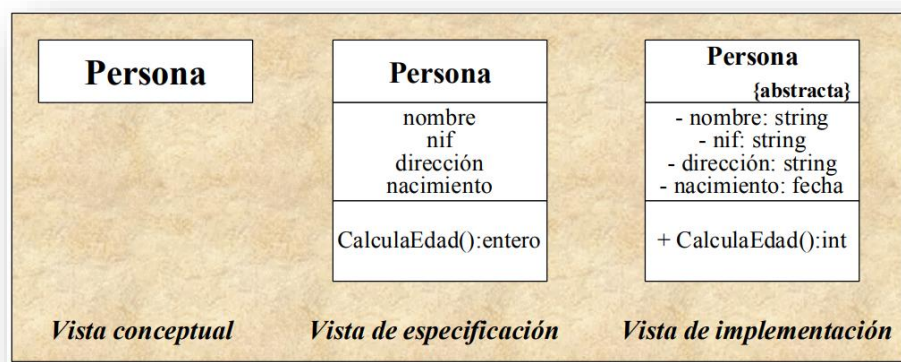 Persona
Vista conceptual
Persona
nombre
nif
dirección
nacimiento
CalculaEdad():entero
Vista de especificación
Persona
{abstracta}
- nombre: string
- nif: string
- dirección: string
- nacimiento: fecha
+ CalculaEdad():int
Vista de implementación